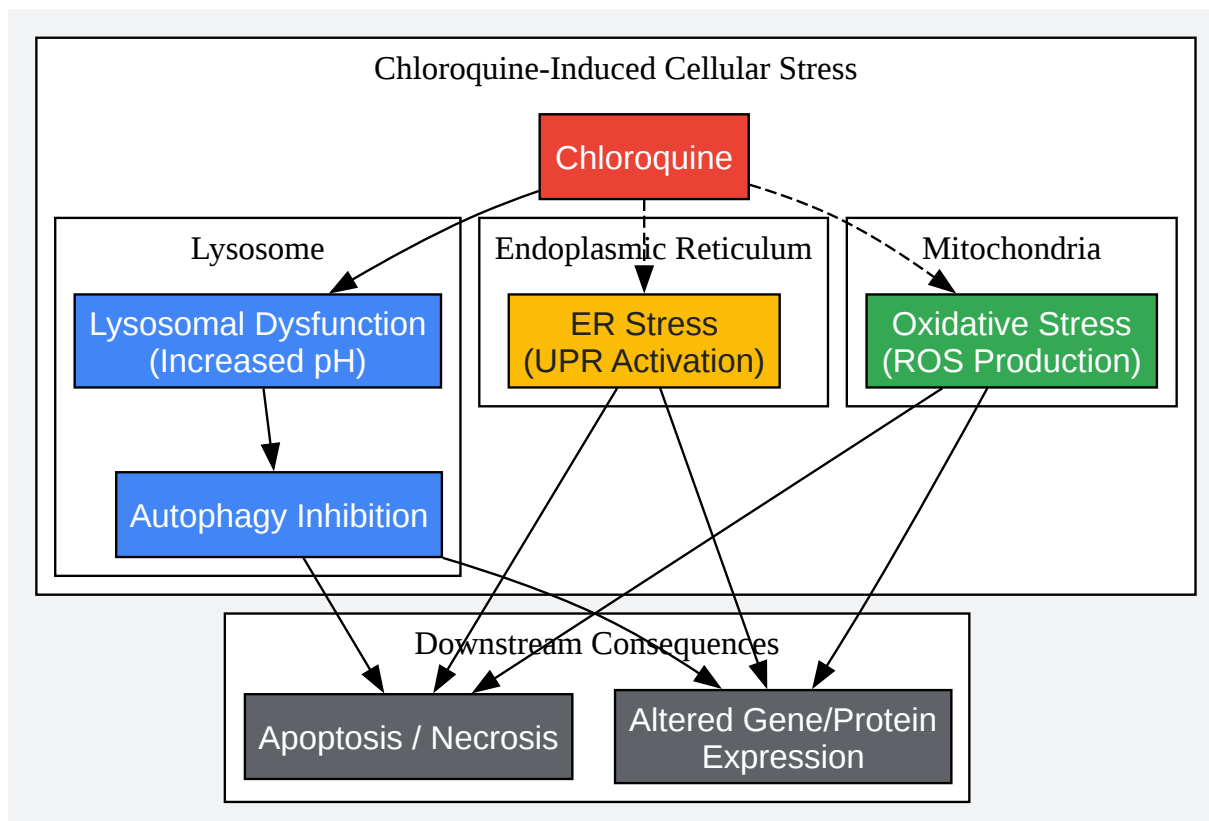 Chloroquine-Induced Cellular Stress
Chloroquine
Lysosome
Endoplasmic Reticulum
Mitochondria
Lysosomal Dysfunction
(Increased pH)
ER Stress
(UPR Activation)
Oxidative Stress
(ROS Production)
Autophagy Inhibition
Downstream Consequences
Apoptosis / Necrosis
Altered Gene/Protein
Expression